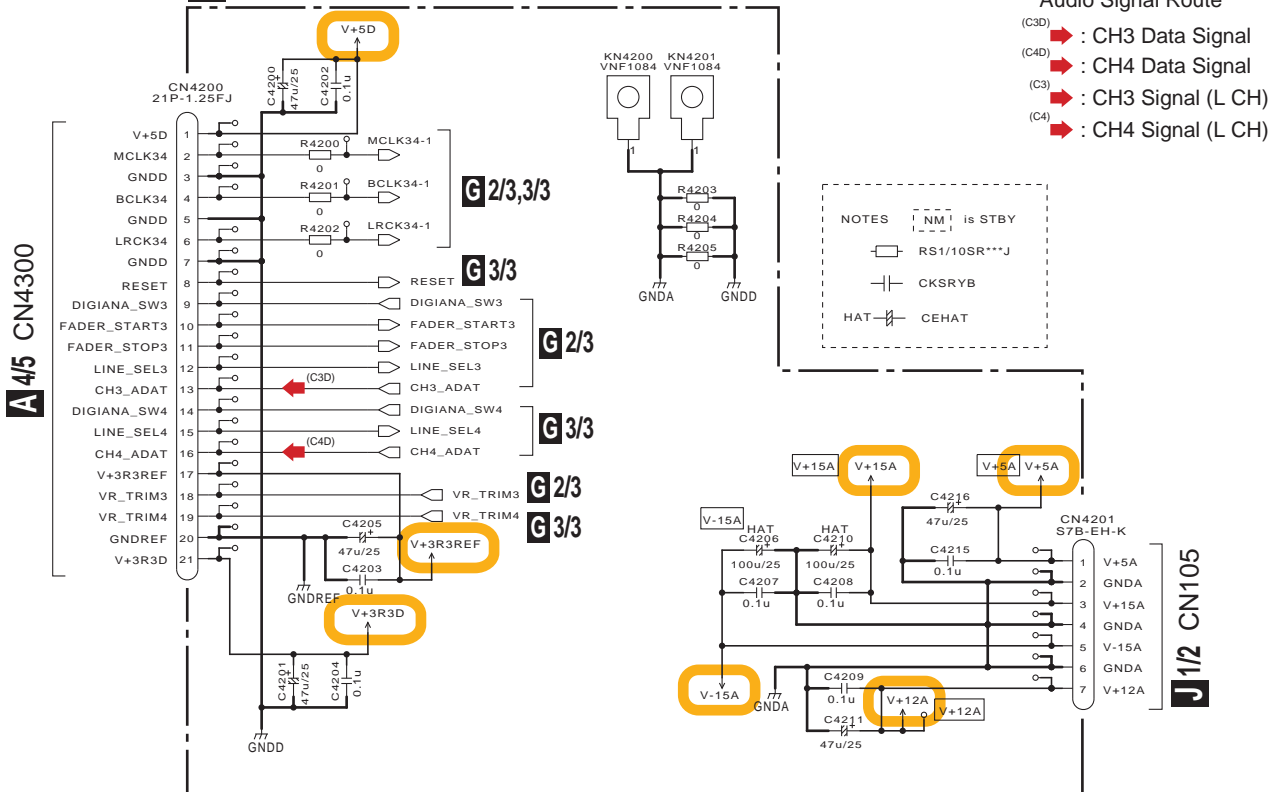 Audio Signal Route
(C3D) : CH3 Data Signal
(C4D) : CH4 Data Signal
(C3) : CH3 Signal (L CH)
(C4) : CH4 Signal (L CH)
V+5D
C4200
47u/25
C4202
0.1u
CN4200
21P-1.25FJ
KN4200
VNF1084
KN4201
VNF1084
1
1
R4203
0
R4204
0
R4205
0
GNDA
GNDD
NOTES NM is STBY
RS1/10SR***J
CKSRYB
HAT CEHAT
A 4/5 CN4300
V+5D 1
MCLK34 2 R4200 0 MCLK34-1
GNDD 3
BCLK34 4 R4201 0 BCLK34-1
G 2/3,3/3
GNDD 5
LRCK34 6 R4202 0 LRCK34-1
GNDD 7
RESET 8 RESET G 3/3
DIGIANA_SW3 9 DIGIANA_SW3
FADER_START3 10 FADER_START3
FADER_STOP3 11 FADER_STOP3
G 2/3
LINE_SEL3 12 LINE_SEL3
CH3_ADAT 13 (C3D) CH3_ADAT
DIGIANA_SW4 14 DIGIANA_SW4
LINE_SEL4 15 LINE_SEL4 G 3/3
CH4_ADAT 16 (C4D) CH4_ADAT
V+3R3REF 17
VR_TRIM3 18 VR_TRIM3 G 2/3
VR_TRIM4 19 VR_TRIM4 G 3/3
GNDREF 20
V+3R3D 21
C4205
47u/25
C4203
0.1u
V+3R3REF
GNDREF
V+3R3D
C4201
47u/25
C4204
0.1u
GNDD
V+15A V+15A
V+5A V+5A
V-15A
HAT
C4206
100u/25
HAT
C4210
100u/25
C4207
0.1u
C4208
0.1u
C4216
47u/25
C4215
0.1u
CN4201
S7B-EH-K
1 V+5A
2 GNDA
3 V+15A
4 GNDA
5 V-15A
6 GNDA
7 V+12A
J 1/2 CN105
V-15A
GNDA
C4209
0.1u
C4211
47u/25
V+12A
V+12A